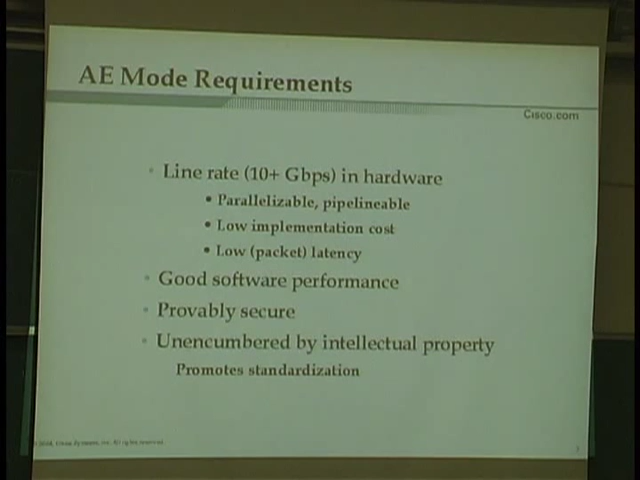 AE Mode Requirements
Cisco.com
Line rate (10+ Gbps) in hardware
• Parallelizable, pipelineable
• Low implementation cost
• Low (packet) latency
Good software performance
Provably secure
Unencumbered by intellectual property
Promotes standardization